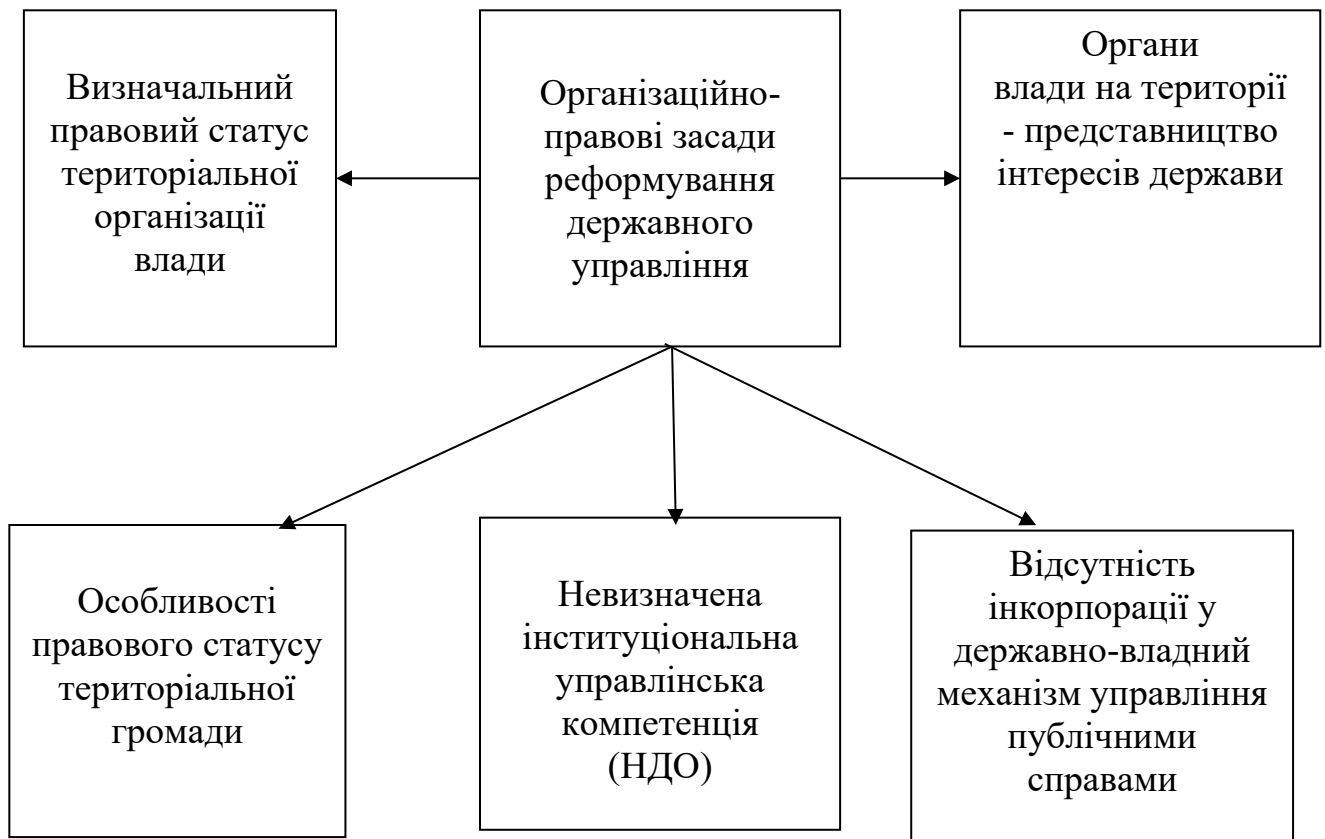 Визначальний
правовий статус
територіальної
організації
влади
Організаційно-
правові засади
реформування
державного
управління
Органи
влади на території
- представництво
інтересів держави
Особливості
правового статусу
територіальної
громади
Невизначена
інституціональна
управлінська
компетенція
(НДО)
Відсутність
інкорпорації у
державно-владний
механізм управління
публічними
справами